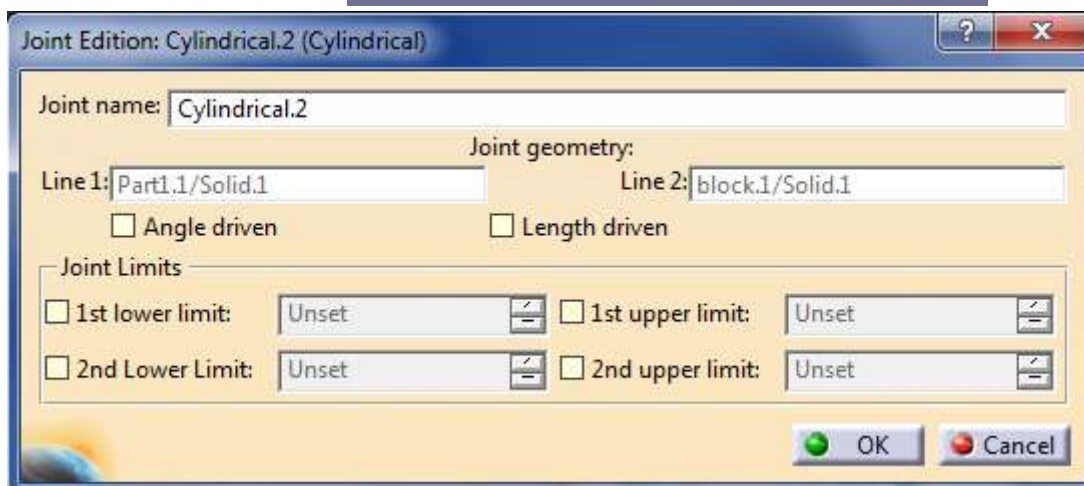 Joint Edition: Cylindrical.2 (Cylindrical)
?
Joint name: Cylindrical.2
Joint geometry:
Line 1: Part1.1/Solid.1 Line 2: block.1/Solid.1
Angle driven Length driven
Joint Limits
1st lower limit: Unset 1st upper limit: Unset
2nd Lower Limit: Unset 2nd upper limit: Unset
OK Cancel